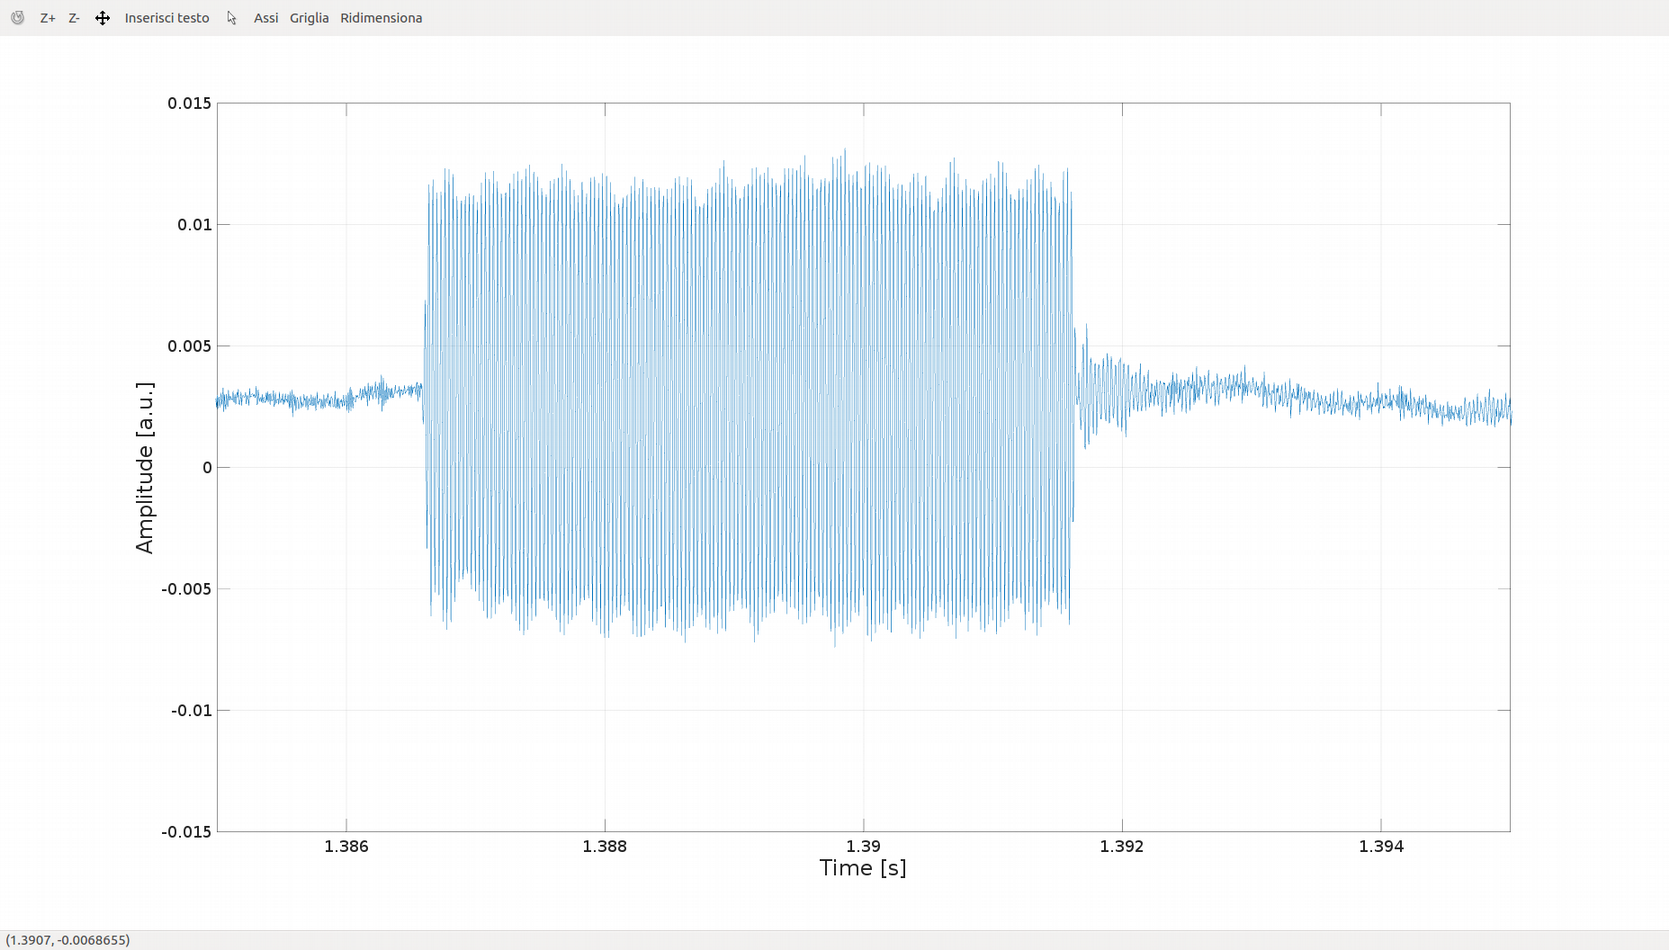 Z+ Z- Inserisci testo Assi Griglia Ridimensiona
0.015
0.01
0.005
0
-0.005
-0.01
-0.015
Amplitude [a.u.]
1.386 1.388 1.39 1.392 1.394
Time [s]
(1.3907, -0.0068655)